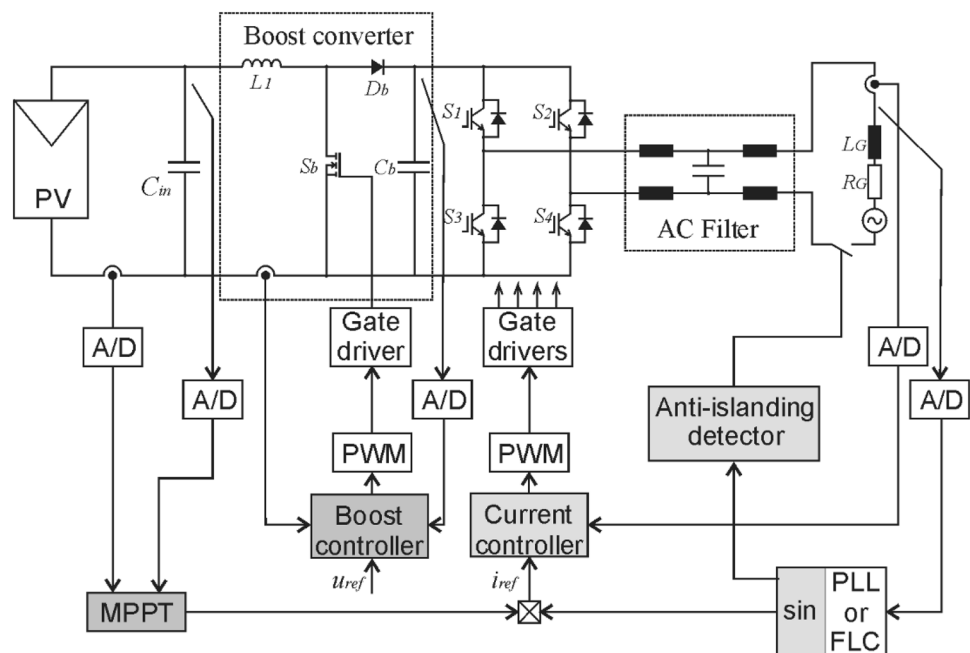 Boost converter
L1
Db
S1
S2
PV
Cin
Sb
Cb
LG
RG
S3
S4
AC Filter
A/D
Gate
driver
Gate
drivers
A/D
A/D
A/D
A/D
Anti-islanding
detector
PWM
PWM
Boost
controller
Current
controller
uref
iref
MPPT
sin
PLL
or
FLC